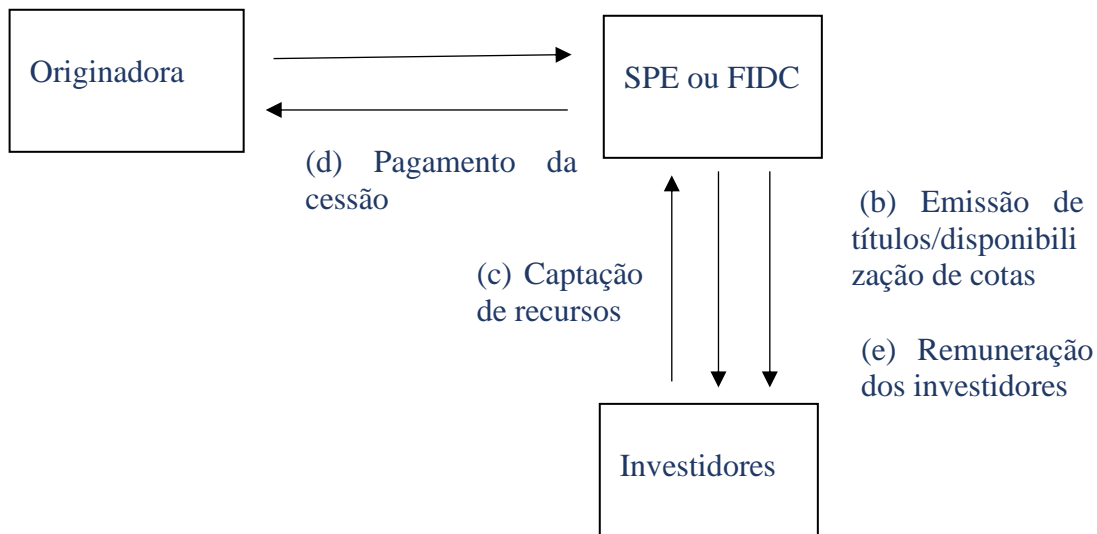 Originadora
SPE ou FIDC
(d) Pagamento da
cessão
(b) Emissão de
títulos/disponibili
zação de cotas
(c) Captação
de recursos
(e) Remuneração
dos investidores
Investidores